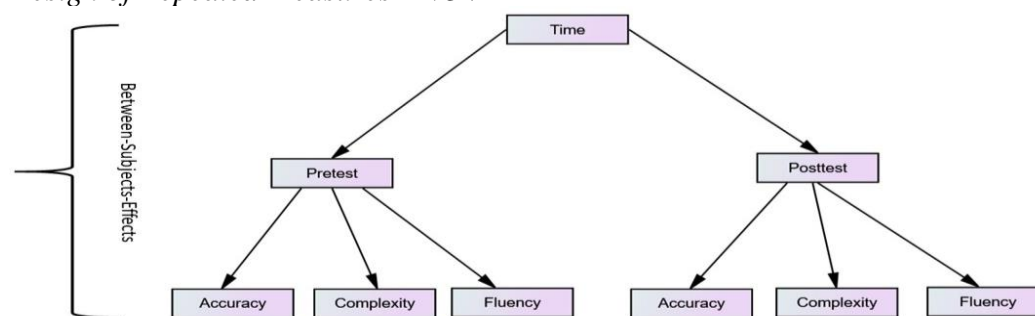 Time
Between-Subjects-Effects
Pretest
Posttest
Accuracy
Complexity
Fluency
Accuracy
Complexity
Fluency